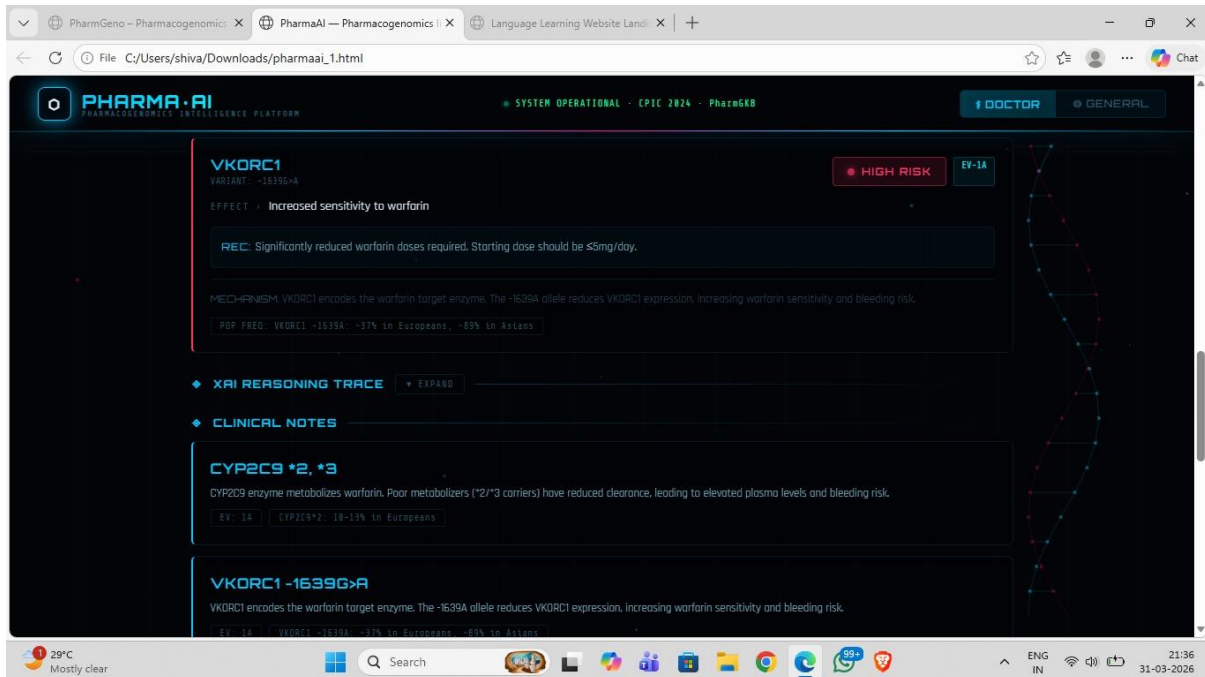 PharmGeno – Pharmacogenomics
PharmaAI — Pharmacogenomics I
Language Learning Website Landi
File C:/Users/shiva/Downloads/pharmaai_1.html
Chat
PHARMA·AI
PHARMACOGENOMICS INTELLIGENCE PLATFORM
SYSTEM OPERATIONAL · CPIC 2024 · PharmGKB
DOCTOR
GENERAL
VKORC1
VARIANT: -1639G>A
HIGH RISK
EV-1A
EFFECT › Increased sensitivity to warfarin
REC: Significantly reduced warfarin doses required. Starting dose should be ≤5mg/day.
MECHANISM: VKORC1 encodes the warfarin target enzyme. The -1639A allele reduces VKORC1 expression, increasing warfarin sensitivity and bleeding risk.
POP FREQ: VKORC1 -1639A: ~37% in Europeans, ~89% in Asians
XAI REASONING TRACE
▼ EXPAND
CLINICAL NOTES
CYP2C9 *2, *3
CYP2C9 enzyme metabolizes warfarin. Poor metabolizers (*2/*3 carriers) have reduced clearance, leading to elevated plasma levels and bleeding risk.
EV: 1A
CYP2C9*2: 10-13% in Europeans
VKORC1 -1639G>A
VKORC1 encodes the warfarin target enzyme. The -1639A allele reduces VKORC1 expression, increasing warfarin sensitivity and bleeding risk.
EV: 1A
VKORC1 -1639A: ~37% in Europeans, ~89% in Asians
1
29°C
Mostly clear
Search
99+
ENG
IN
21:36
31-03-2026